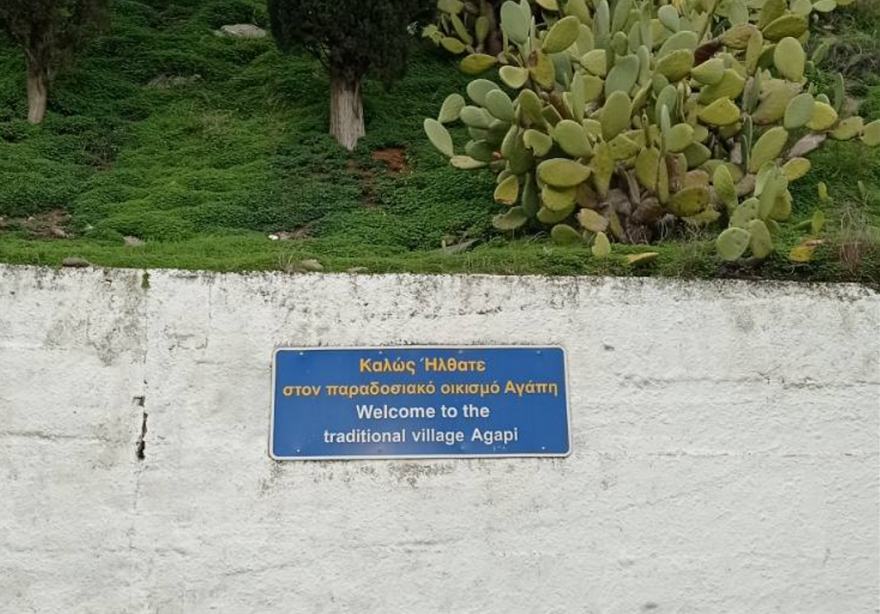 Καλώς Ήλθατε
στον παραδοσιακό οικισμό Αγάπη
Welcome to the
traditional village Agapi